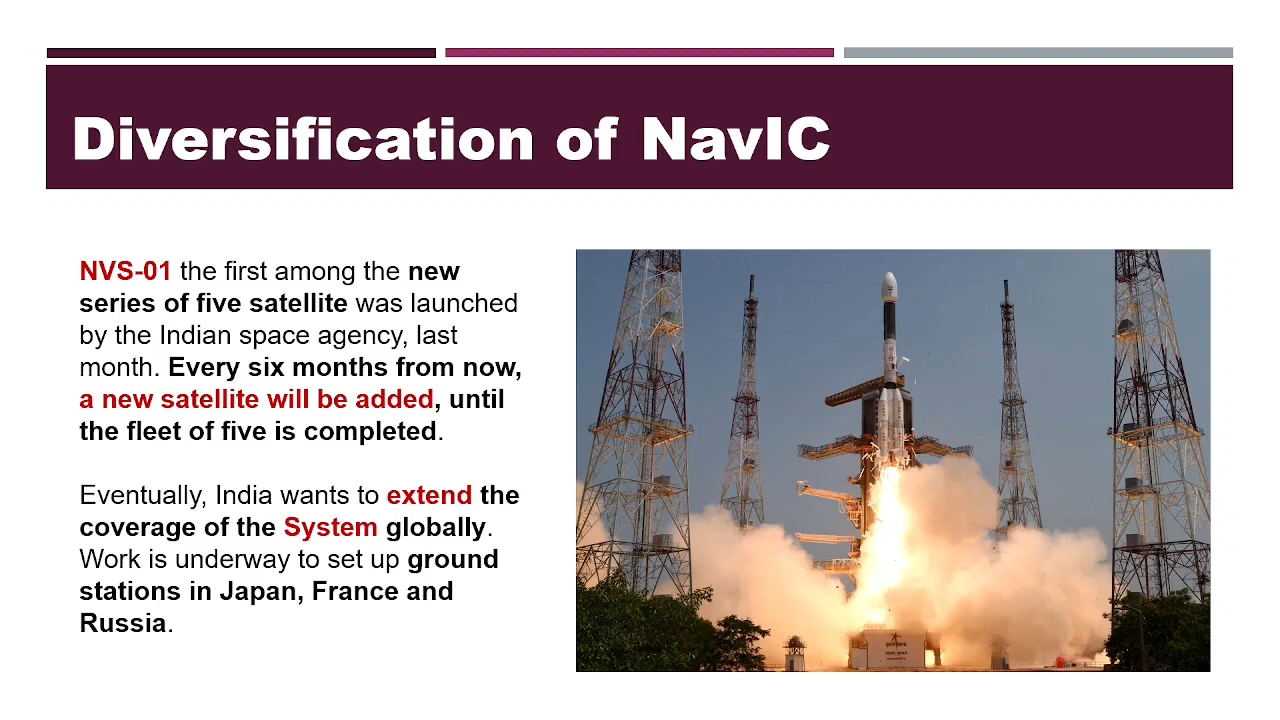 Diversification of NavIC
NVS-01 the first among the new
series of five satellite was launched
by the Indian space agency, last
month. Every six months from now,
a new satellite will be added, until
the fleet of five is completed.
Eventually, India wants to extend the
coverage of the System globally.
Work is underway to set up ground
stations in Japan, France and
Russia.